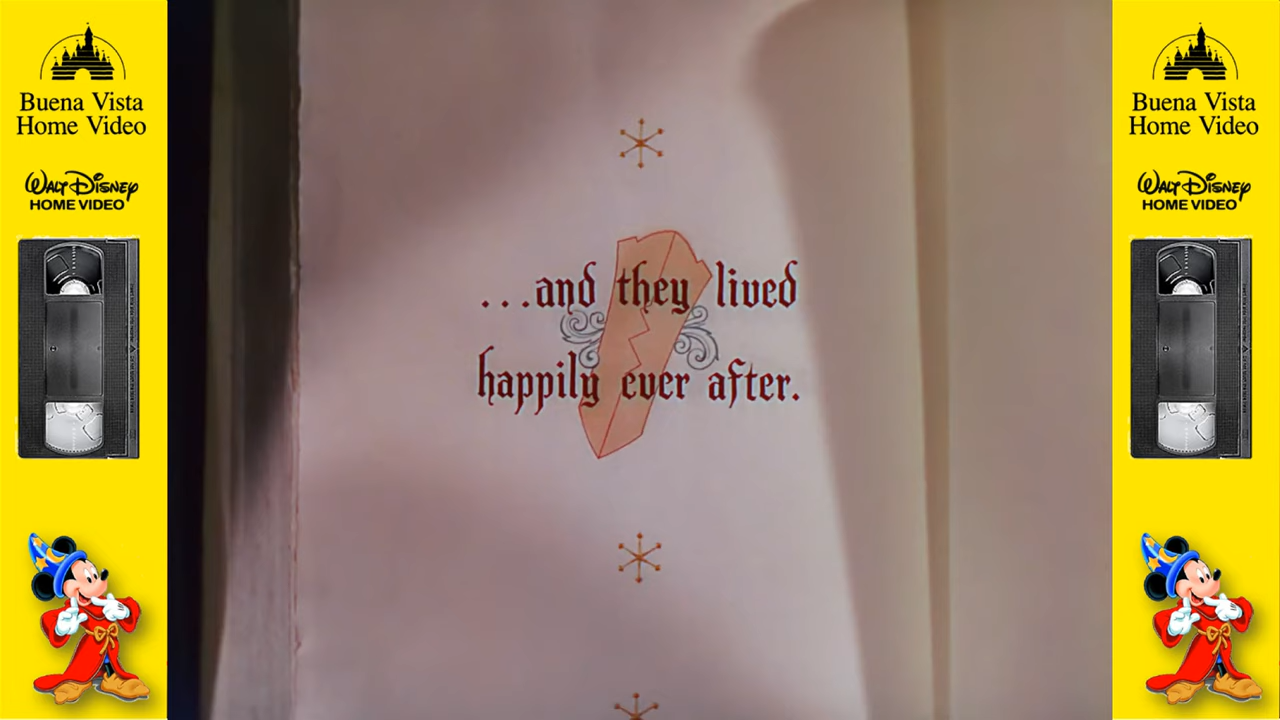 Buena Vista
Home Video
WALT DISNEY
HOME VIDEO
...and they lived
happily ever after.
Buena Vista
Home Video
WALT DISNEY
HOME VIDEO